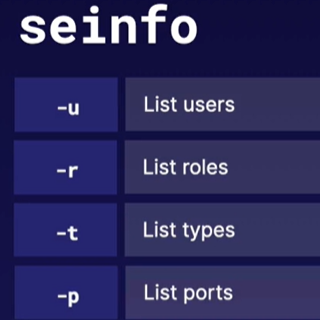 seinfo
-u List users
-r List roles
-t List types
-p List ports